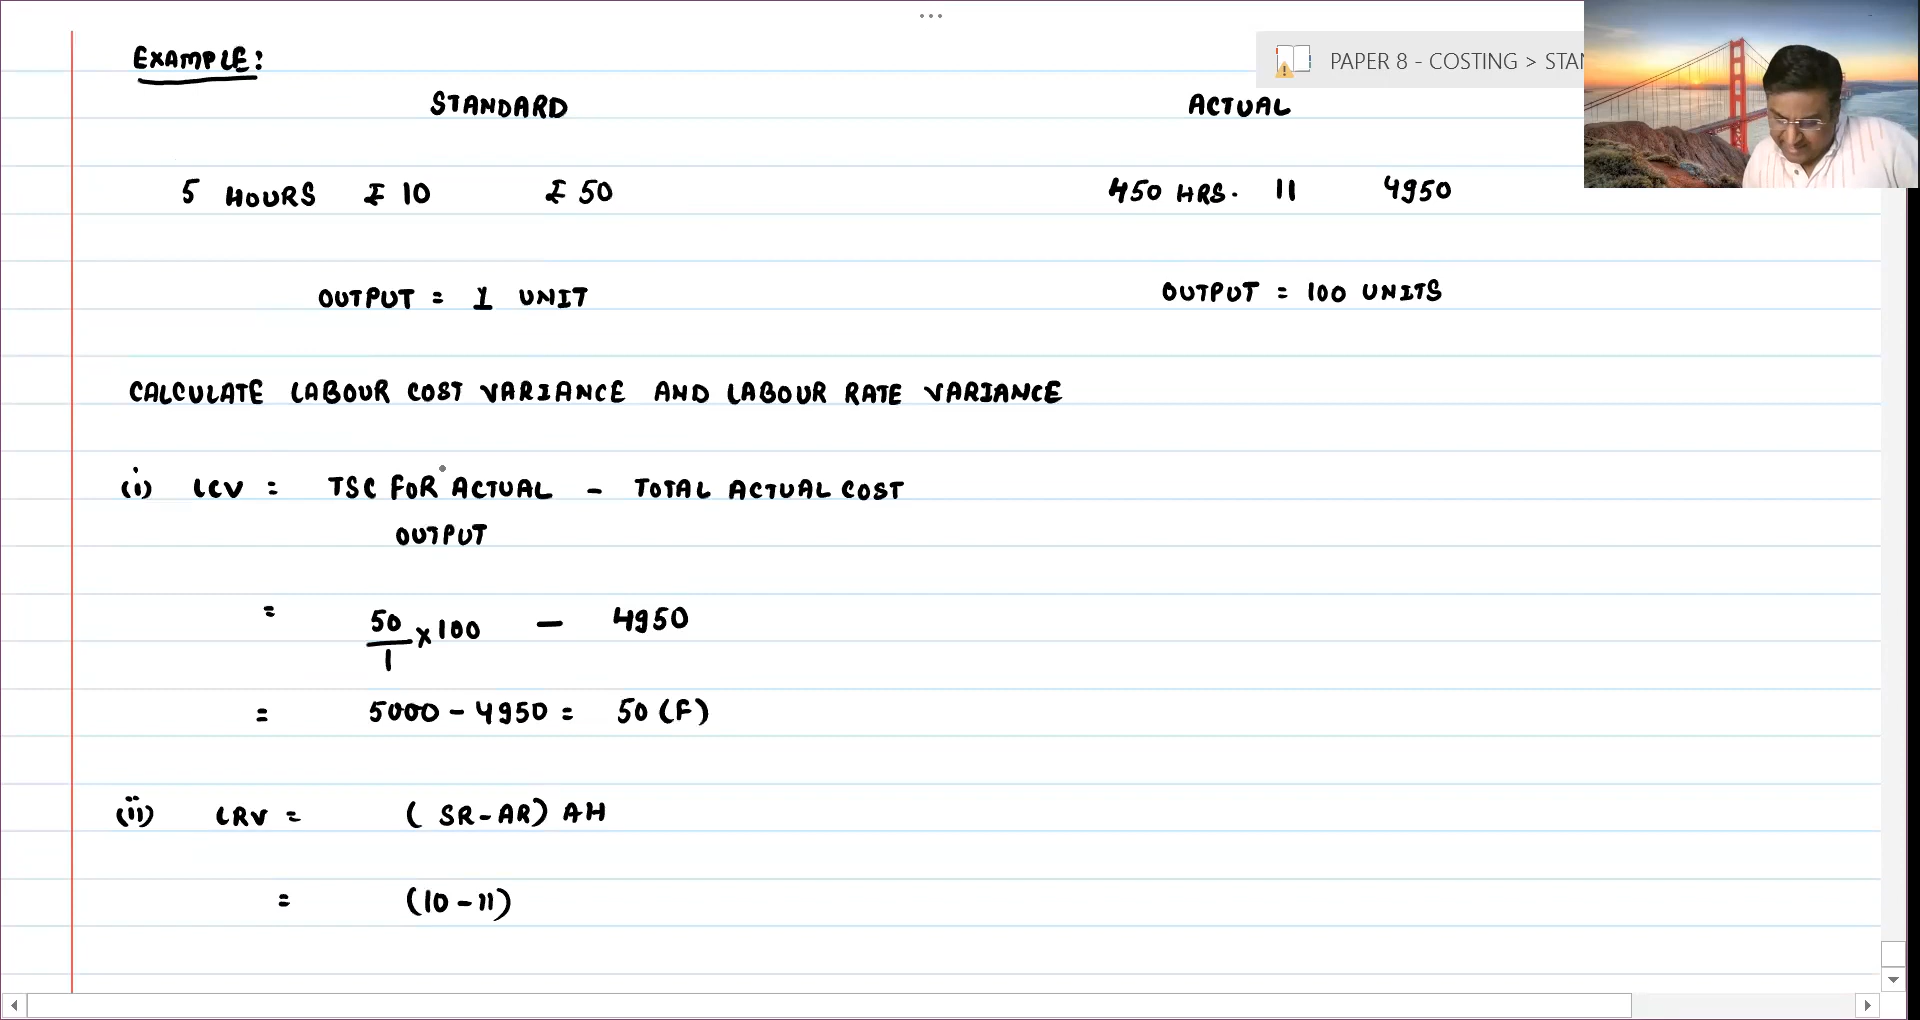 EXAMPLE:
PAPER 8 - COSTING > STAN
STANDARD ACTUAL
5 HOURS ₹ 10 ₹ 50 450 HRS. 11 4950
OUTPUT = 1 UNIT OUTPUT = 100 UNITS
CALCULATE LABOUR COST VARIANCE AND LABOUR RATE VARIANCE
(i) LCV = TSC FOR ACTUAL - TOTAL ACTUAL COST
OUTPUT
= 50/1 x 100 - 4950
= 5000 - 4950 = 50 (F)
(ii) LRV = (SR-AR) AH
= (10-11)